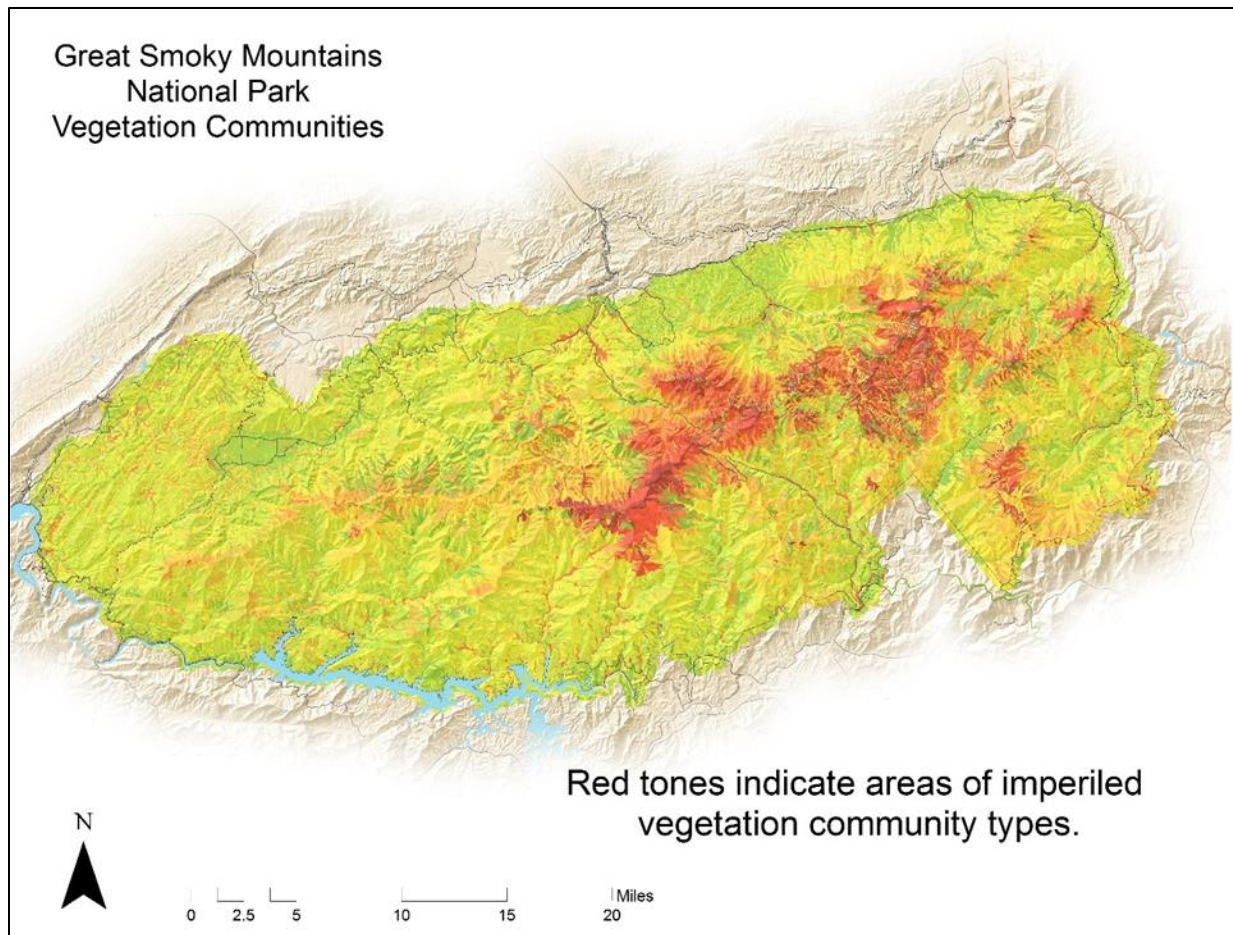 Great Smoky Mountains
National Park
Vegetation Communities
Red tones indicate areas of imperiled
vegetation community types.
N
Miles
0 2.5 5 10 15 20